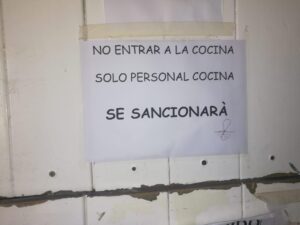 NO ENTRAR A LA COCINA
SOLO PERSONAL COCINA
SE SANCIONARÀ